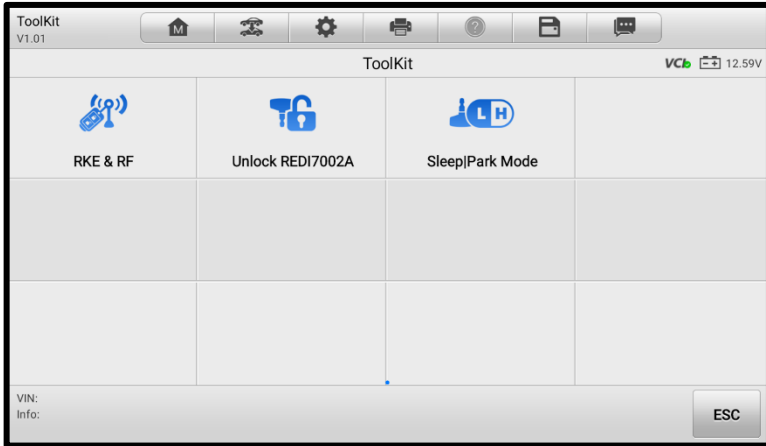 ToolKit
V1.01
M
?
ToolKit
VCI 12.59V
RKE & RF
Unlock REDI7002A
L H
Sleep|Park Mode
VIN:
Info:
ESC